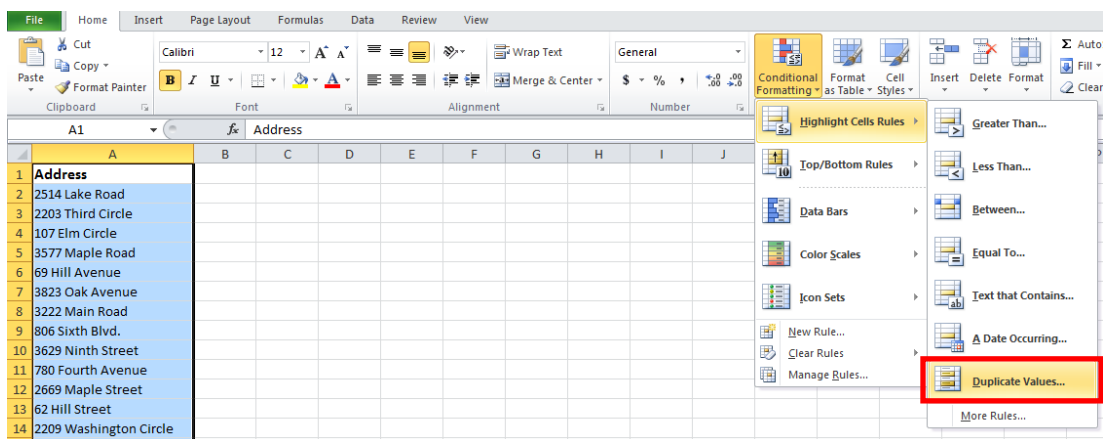 File Home Insert Page Layout Formulas Data Review View
Cut
Copy
Format Painter
Paste
Clipboard
Calibri 12 A A
B I U A
Font
Wrap Text
Merge & Center
Alignment
General
$ % , .0 .00 .00 .0
Number
Conditional Formatting
Format as Table
Cell Styles
Insert Delete Format
Σ Auto
Fill
Clear
A1 fx Address
A B C D E F G H I J
1 Address
2 2514 Lake Road
3 2203 Third Circle
4 107 Elm Circle
5 3577 Maple Road
6 69 Hill Avenue
7 3823 Oak Avenue
8 3222 Main Road
9 806 Sixth Blvd.
10 3629 Ninth Street
11 780 Fourth Avenue
12 2669 Maple Street
13 62 Hill Street
14 2209 Washington Circle
Highlight Cells Rules
Top/Bottom Rules
10
Data Bars
Color Scales
Icon Sets
New Rule...
Clear Rules
Manage Rules...
Greater Than...
Less Than...
Between...
Equal To...
Text that Contains...
ab
A Date Occurring...
Duplicate Values...
More Rules...